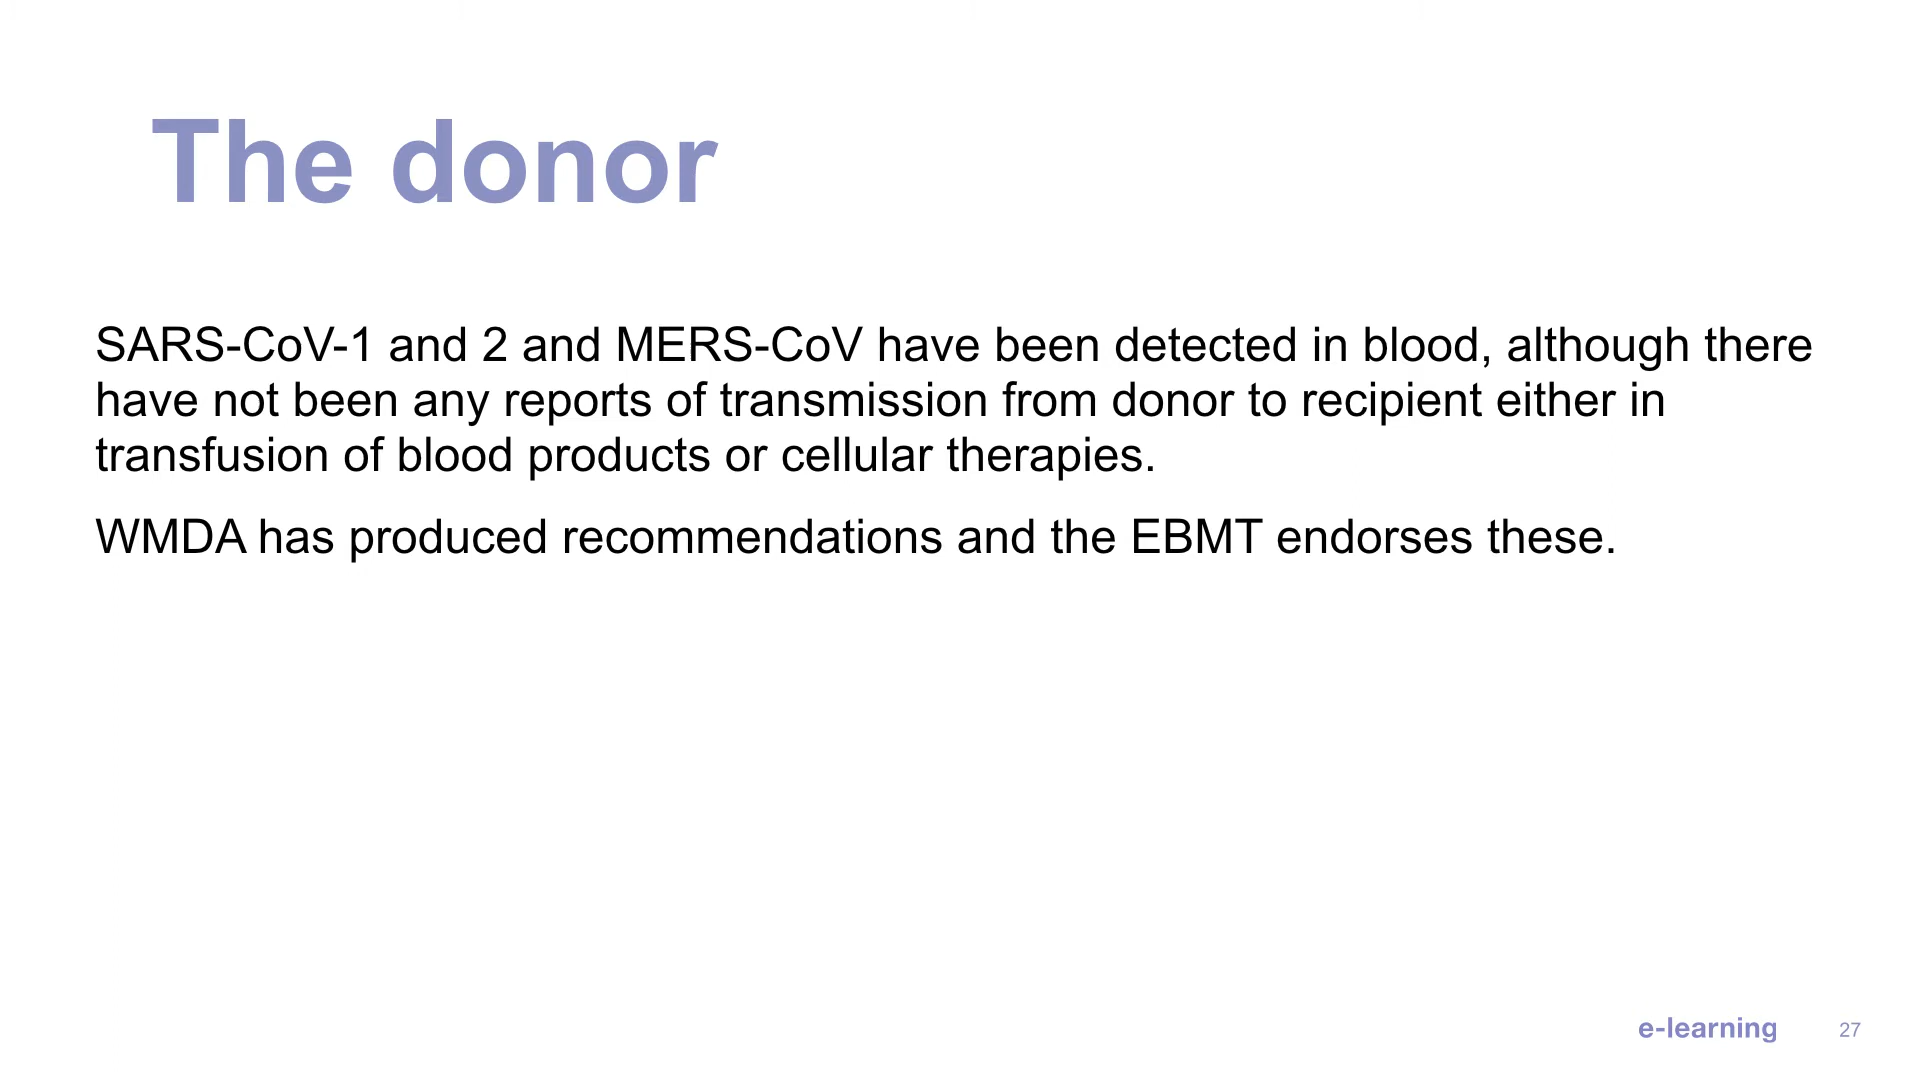 The donor
SARS-CoV-1 and 2 and MERS-CoV have been detected in blood, although there
have not been any reports of transmission from donor to recipient either in
transfusion of blood products or cellular therapies.
WMDA has produced recommendations and the EBMT endorses these.
e-learning
27